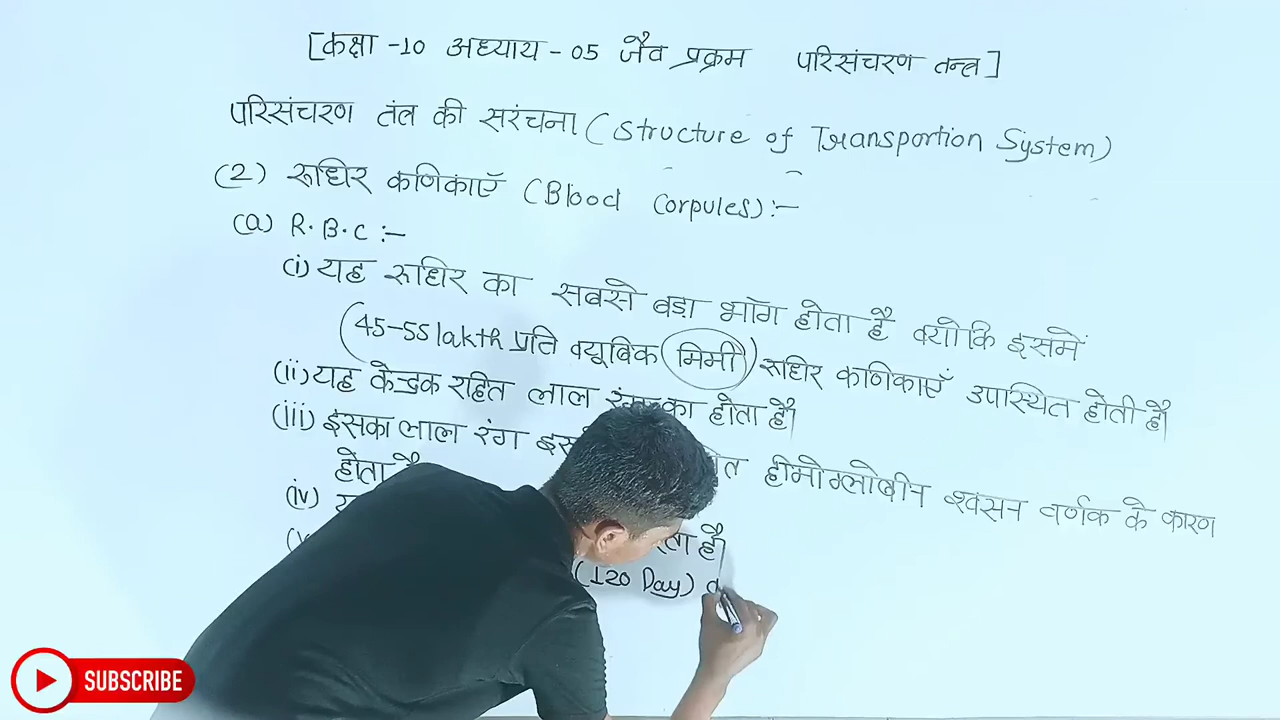 [कक्षा -10 अध्याय - 05 जैव प्रक्रम परिसंचरण तन्त्र]
परिसंचरण तंत्र की सरंचना (Structure of Transportion System)
(2) रूधिर कणिकाएँ (Blood Corpules):-
(a) R.B.C :-
(i) यह रूधिर का सबसे बड़ा भाॅग होता है क्योकि इसमें
(45-55 lakth प्रति क्यूबिक (मिमी)) रूधिर कणिकाएँ उपस्थित होती है।
(ii) यह केन्द्रक रहित लाल का होता है।
(iii) इसका लाल रंग हीमोग्लोबीन श्वसन वर्णक के कारण
होता है
(iv) है।
(120 Day)
SUBSCRIBE